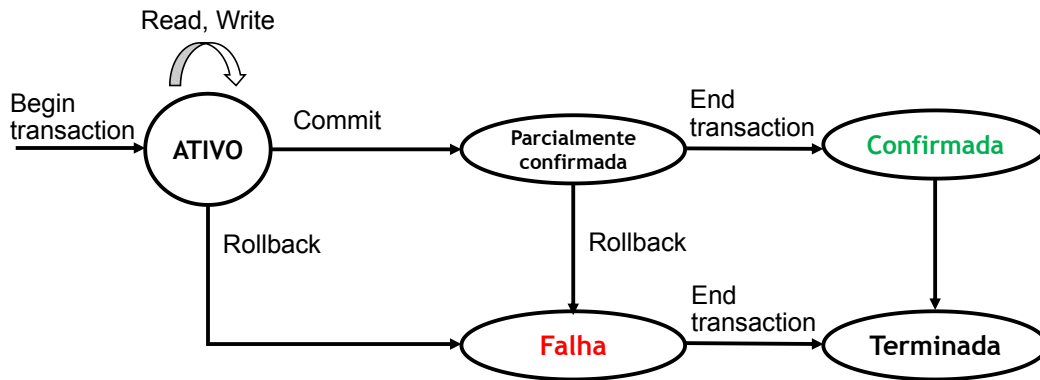 Read, Write
Begin
transaction
ATIVO
Commit
Parcialmente
confirmada
End
transaction
Confirmada
Rollback
Rollback
Falha
End
transaction
Terminada